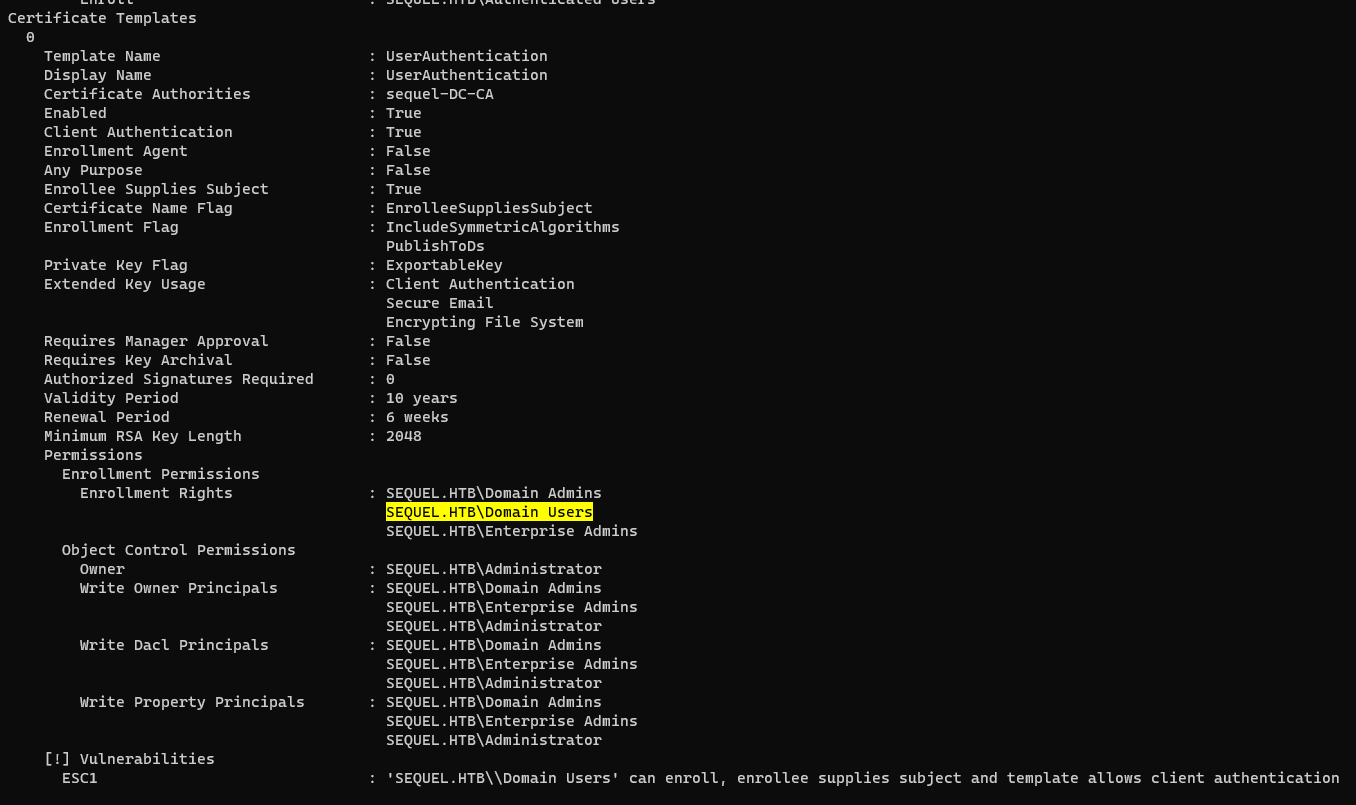 Enroll : SEQUEL.HTB\Authenticated Users
Certificate Templates
0
Template Name : UserAuthentication
Display Name : UserAuthentication
Certificate Authorities : sequel-DC-CA
Enabled : True
Client Authentication : True
Enrollment Agent : False
Any Purpose : False
Enrollee Supplies Subject : True
Certificate Name Flag : EnrolleeSuppliesSubject
Enrollment Flag : IncludeSymmetricAlgorithms
PublishToDs
Private Key Flag : ExportableKey
Extended Key Usage : Client Authentication
Secure Email
Encrypting File System
Requires Manager Approval : False
Requires Key Archival : False
Authorized Signatures Required : 0
Validity Period : 10 years
Renewal Period : 6 weeks
Minimum RSA Key Length : 2048
Permissions
Enrollment Permissions
Enrollment Rights : SEQUEL.HTB\Domain Admins
SEQUEL.HTB\Domain Users
SEQUEL.HTB\Enterprise Admins
Object Control Permissions
Owner : SEQUEL.HTB\Administrator
Write Owner Principals : SEQUEL.HTB\Domain Admins
SEQUEL.HTB\Enterprise Admins
SEQUEL.HTB\Administrator
Write Dacl Principals : SEQUEL.HTB\Domain Admins
SEQUEL.HTB\Enterprise Admins
SEQUEL.HTB\Administrator
Write Property Principals : SEQUEL.HTB\Domain Admins
SEQUEL.HTB\Enterprise Admins
SEQUEL.HTB\Administrator
[!] Vulnerabilities
ESC1 : 'SEQUEL.HTB\\Domain Users' can enroll, enrollee supplies subject and template allows client authentication